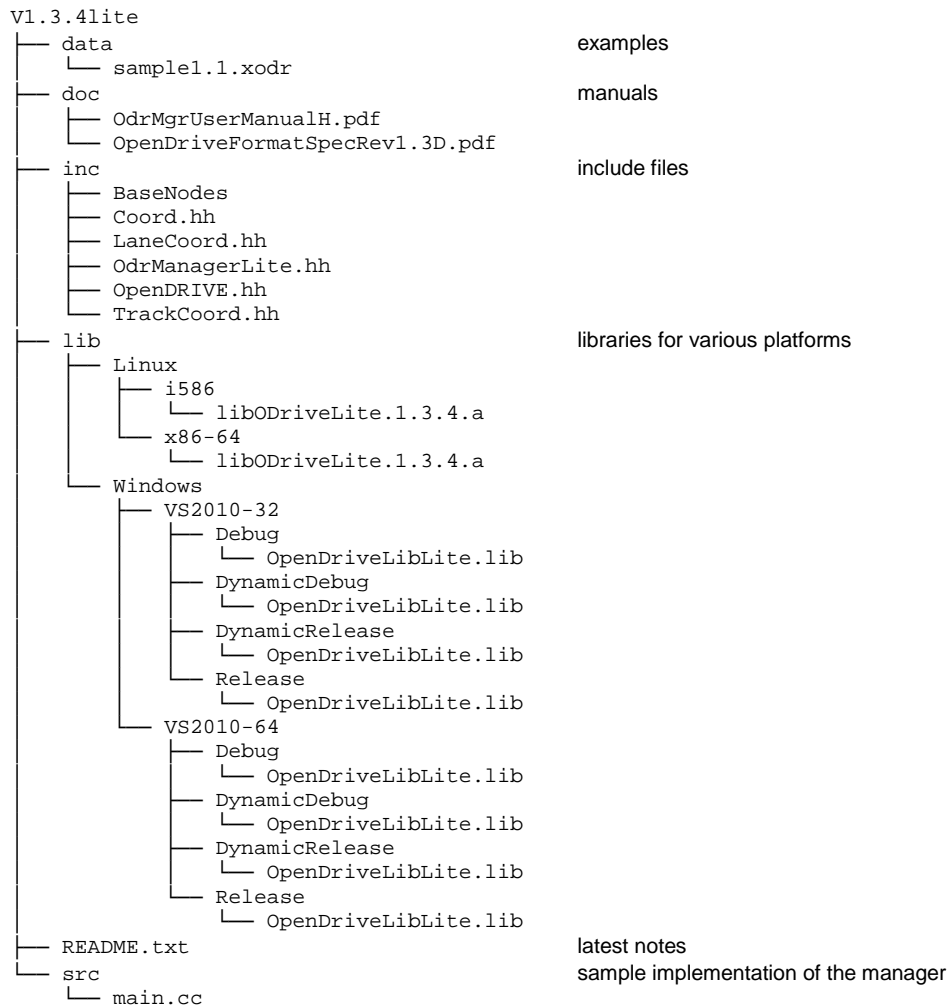 V1.3.4lite
├── data examples
│   └── sample1.1.xodr
├── doc manuals
│   ├── OdrMgrUserManualH.pdf
│   └── OpenDriveFormatSpecRev1.3D.pdf
├── inc include files
│   ├── BaseNodes
│   ├── Coord.hh
│   ├── LaneCoord.hh
│   ├── OdrManagerLite.hh
│   ├── OpenDRIVE.hh
│   └── TrackCoord.hh
├── lib libraries for various platforms
│   ├── Linux
│   │   ├── i586
│   │   │   └── libODriveLite.1.3.4.a
│   │   └── x86-64
│   │       └── libODriveLite.1.3.4.a
│   └── Windows
│       ├── VS2010-32
│       │   ├── Debug
│       │   │   └── OpenDriveLibLite.lib
│       │   ├── DynamicDebug
│       │   │   └── OpenDriveLibLite.lib
│       │   ├── DynamicRelease
│       │   │   └── OpenDriveLibLite.lib
│       │   └── Release
│       │       └── OpenDriveLibLite.lib
│       └── VS2010-64
│           ├── Debug
│           │   └── OpenDriveLibLite.lib
│           ├── DynamicDebug
│           │   └── OpenDriveLibLite.lib
│           ├── DynamicRelease
│           │   └── OpenDriveLibLite.lib
│           └── Release
│               └── OpenDriveLibLite.lib
├── README.txt latest notes
└── src sample implementation of the manager
    └── main.cc